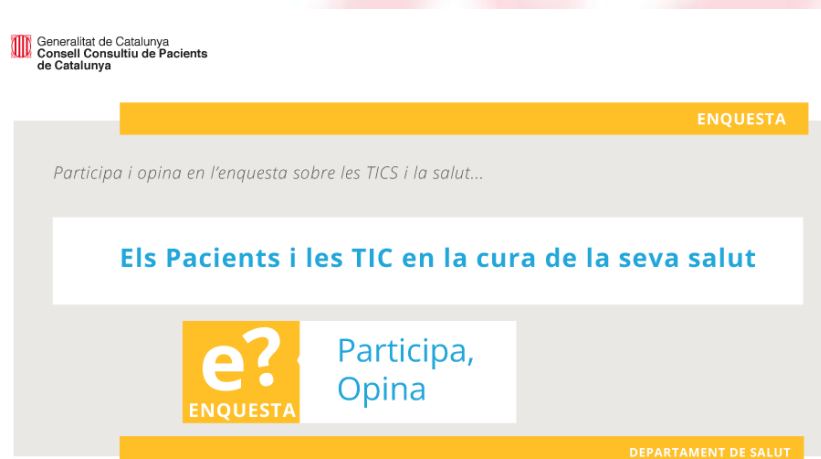 Generalitat de Catalunya
Consell Consultiu de Pacients
de Catalunya
ENQUESTA
Participa i opina en l'enquesta sobre les TICS i la salut...
Els Pacients i les TIC en la cura de la seva salut
e?
ENQUESTA
Participa,
Opina
DEPARTAMENT DE SALUT